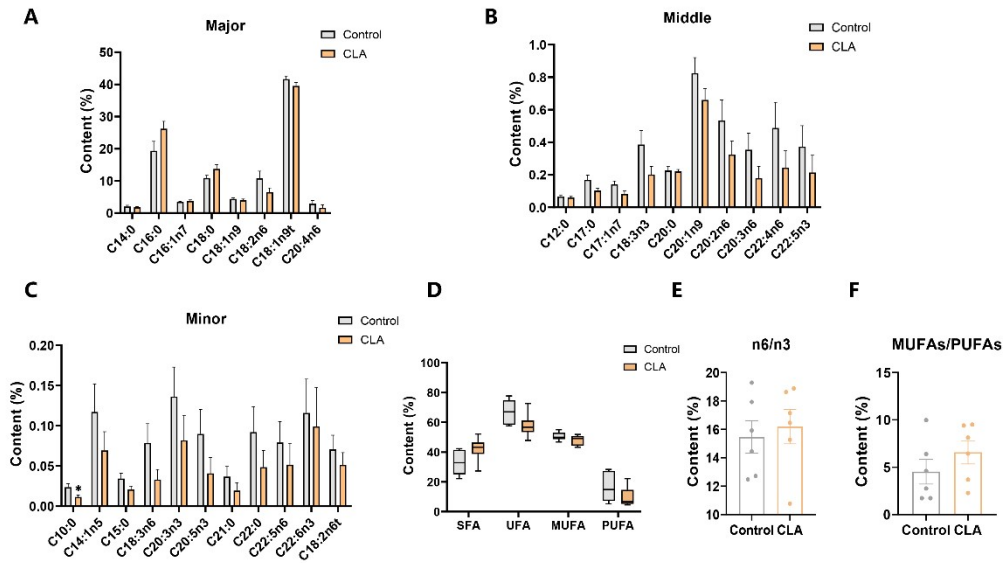 A
Major
Control
CLA
Content (%)
50
40
30
20
10
0
C14:0
C16:0
C16:1n7
C18:0
C18:1n9
C18:2n6
C18:1n9t
C20:4n6
B
Middle
Control
CLA
Content (%)
1.0
0.8
0.6
0.4
0.2
0.0
C12:0
C17:0
C17:1n7
C18:3n3
C20:0
C20:1n9
C20:2n6
C20:3n6
C22:4n6
C22:5n3
C
Minor
Control
CLA
Content (%)
0.20
0.15
0.10
0.05
0.00
*
C10:0
C14:1n5
C15:0
C18:3n6
C20:3n3
C20:5n3
C21:0
C22:0
C22:5n6
C22:6n3
C18:2n6t
D
Control
CLA
Content (%)
100
80
60
40
20
0
SFA
UFA
MUFA
PUFA
E
n6/n3
Content (%)
20
18
16
14
12
10
Control CLA
F
MUFAs/PUFAs
Content (%)
15
10
5
0
Control CLA